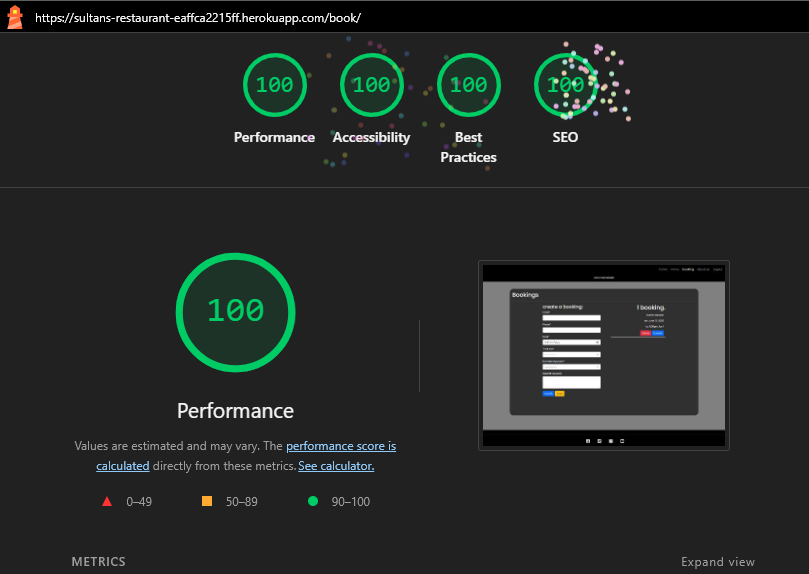 https://sultans-restaurant-eaffca2215ff.herokuapp.com/book/
100
100
100
100
Performance
Accessibility
Best
Practices
SEO
100
Performance
Values are estimated and may vary. The performance score is
calculated directly from these metrics. See calculator.
0–49
50–89
90–100
Bookings
create a booking:
1 booking.
METRICS
Expand view